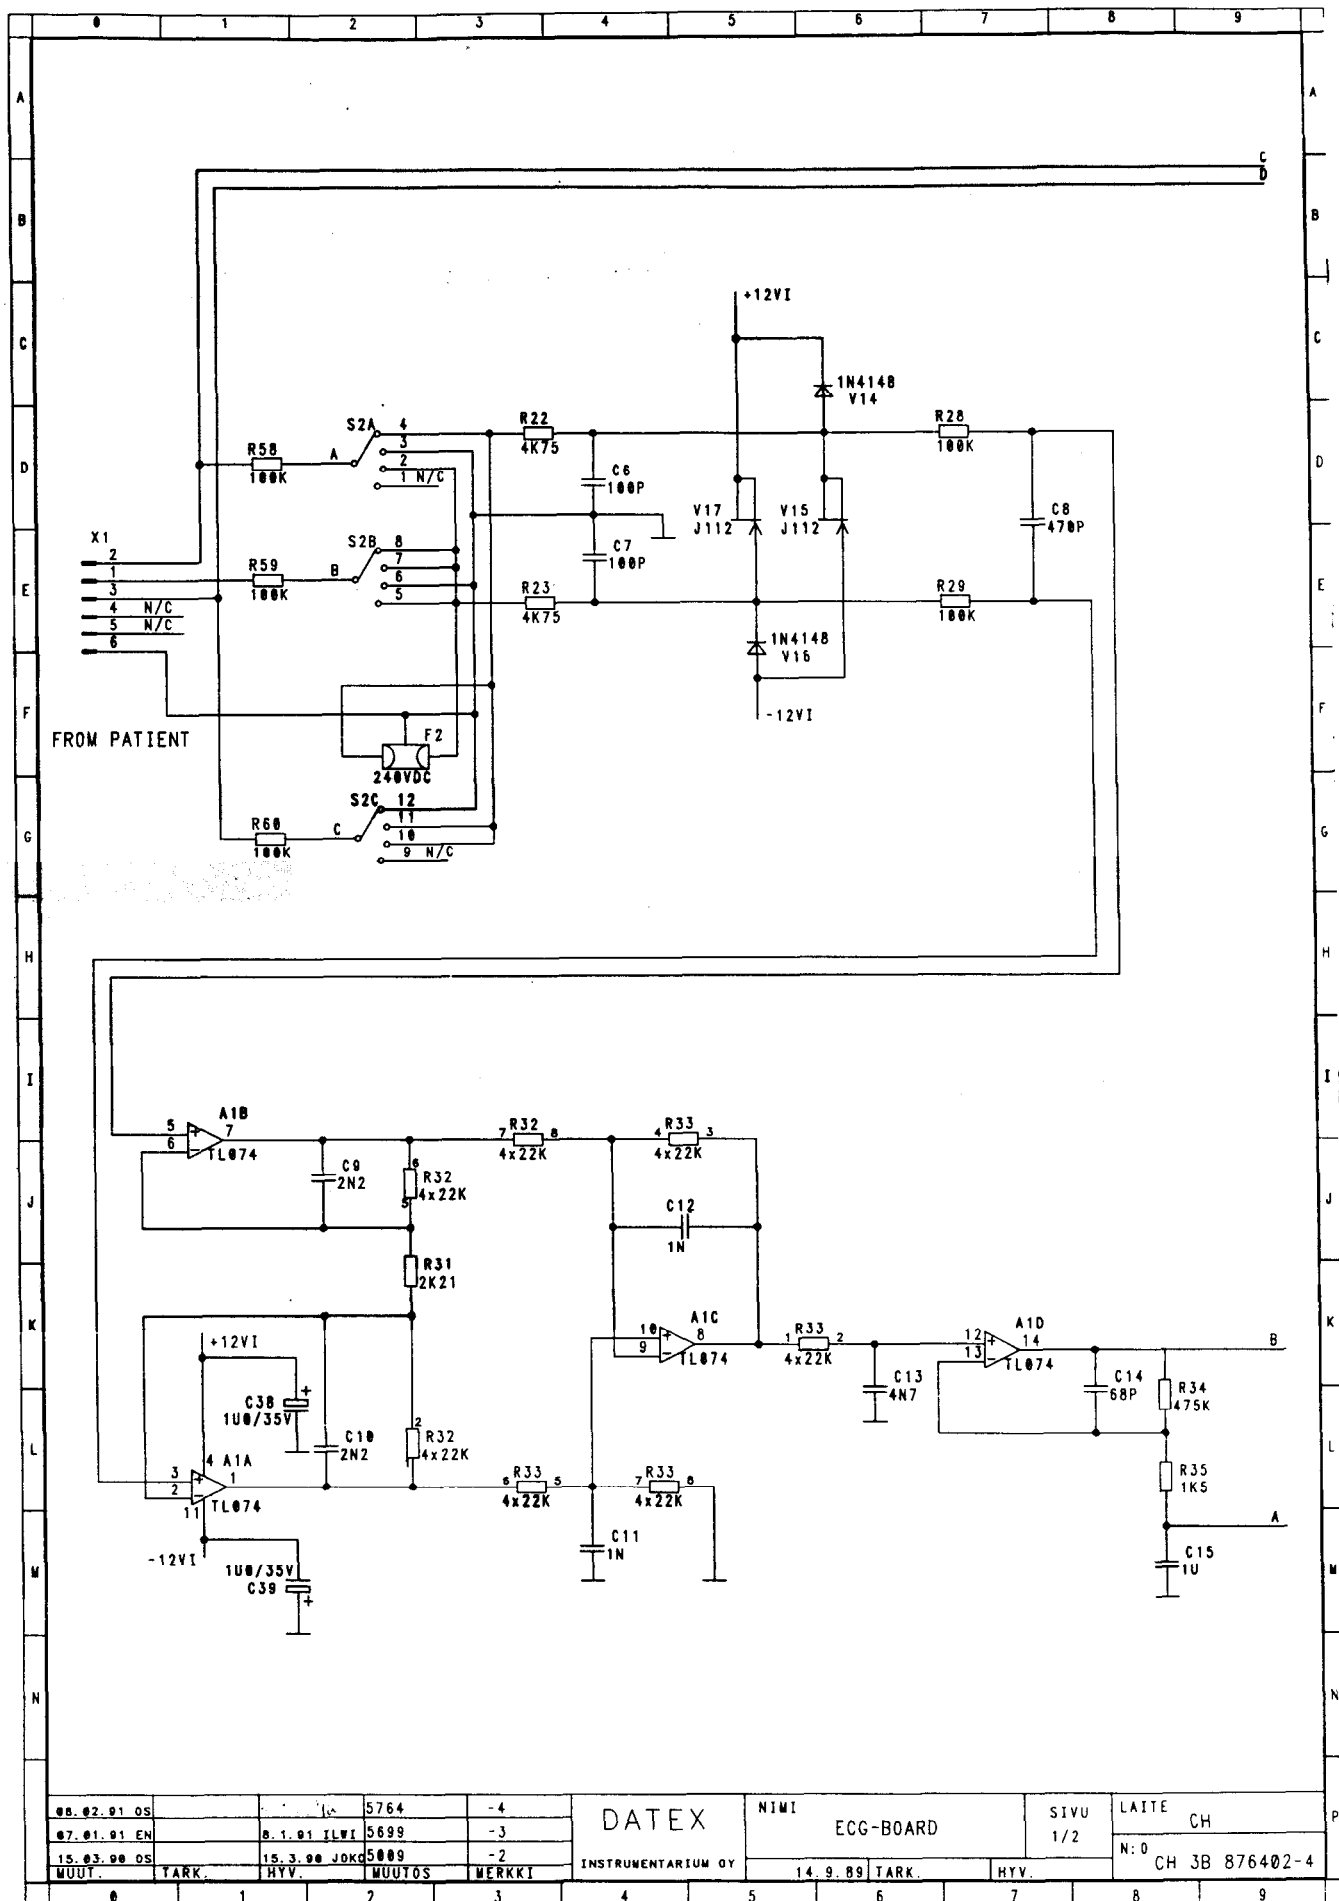 0 1 2 3 4 5 6 7 8 9
A A
C
D
B B
+12VI
C C
1N4148
V14
S2A 4 R22 R28
3
R58 A 2 4K75 100K
D D
100K 1 N/C C6
100P
V17 V15 C8
J112 J112 470P
X1 S2B 8 C7
2 7 100P
1 R59 B 6 R23 R29
E E
3 100K 5 4K75 100K
4 N/C
5 N/C
6
1N4148
V16
F F
-12VI
FROM PATIENT F2
240VDC
S2C 12
11
R60 C 10
G G
100K 9 N/C
H H
I I
A1B R32 R33
5 + 7 7 8 4 3
6 - TL074 4x22K 4x22K
C9 6 R32
2N2 4x22K
J J
5 C12
1N
R31
2K21
K K
+12VI A1C R33 A1D B
10 + 8 1 2 12 + 14
9 - TL074 4x22K 13 - TL074
C13 C14 R34
4N7 68P 475K
C38 +
1U0/35V C10 2 R32
L L
2N2 4x22K
4 A1A R33 R33 R35
3 + 1 6 5 7 8 1K5
2 - TL074 4x22K 4x22K
11 A
C11
1N
-12VI 1U0/35V C15
M M
C39 + 1U
N N
P
08.02.91 OS 5764 -4
07.01.91 EN 8.1.91 ILWI 5699 -3
15.03.90 OS 15.3.90 JOKO 5009 -2
MUUT. TARK. HYV. MUUTOS MERKKI
DATEX
INSTRUMENTARIUM OY
NIMI
ECG-BOARD
14.9.89 TARK. HYV.
SIVU
1/2
LAITE
CH
N:O
CH 3B 876402-4
0 1 2 3 4 5 6 7 8 9